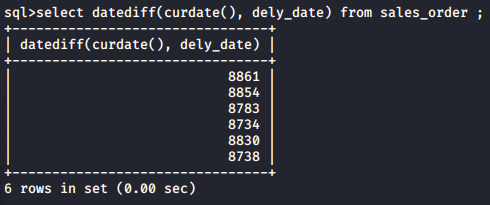 sql>select datediff(curdate(), dely_date) from sales_order ;
+-------------------------------+
| datediff(curdate(), dely_date) |
+-------------------------------+
| 8861 |
| 8854 |
| 8783 |
| 8734 |
| 8830 |
| 8738 |
+-------------------------------+
6 rows in set (0.00 sec)